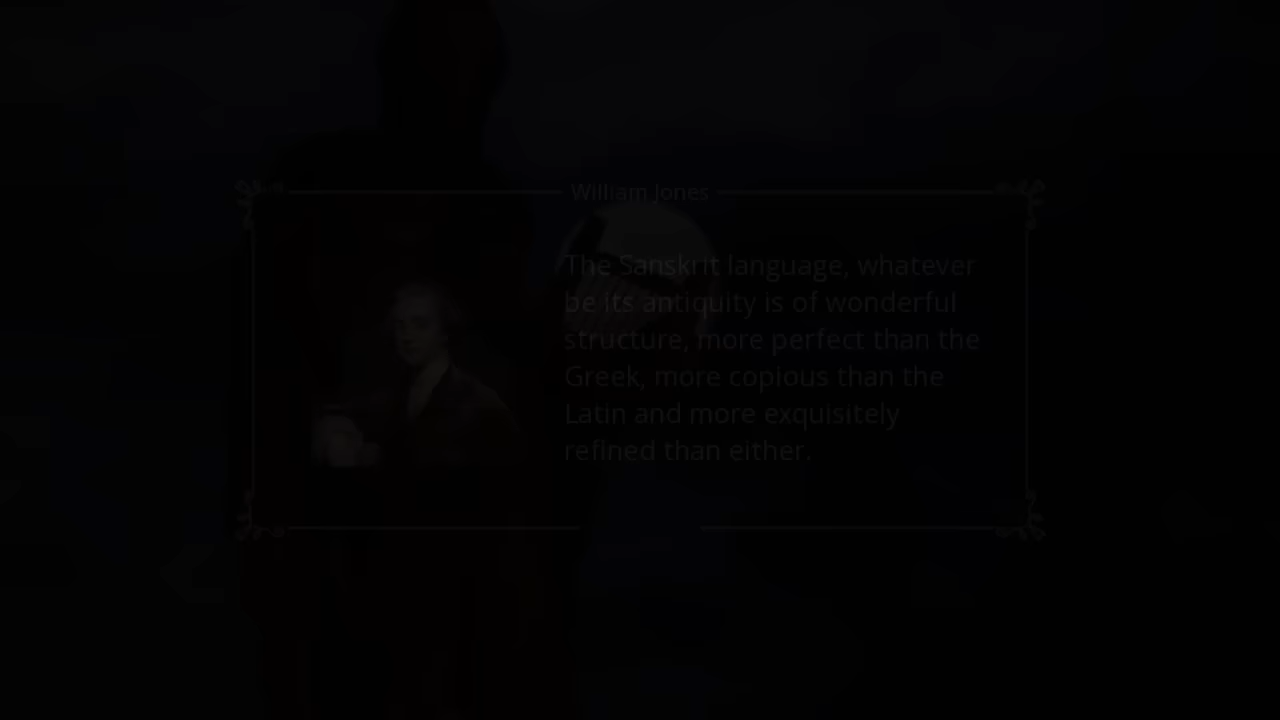 William Jones
The Sanskrit language, whatever
be its antiquity is of wonderful
structure, more perfect than the
Greek, more copious than the
Latin and more exquisitely
refined than either.